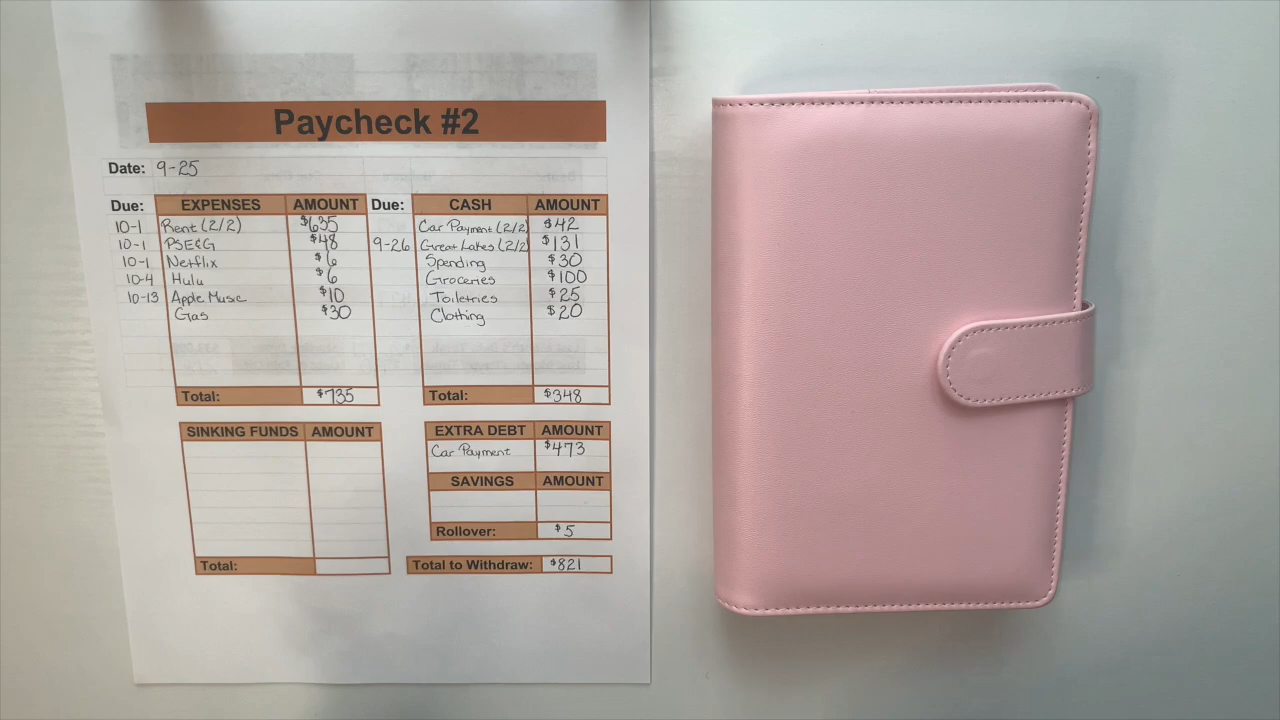 Paycheck #2
Date: 9-25
Due: EXPENSES AMOUNT
10-1 Rent (2/2) $635
10-1 PSE&G $48
10-1 Netflix $6
10-4 Hulu $6
10-13 Apple Music $10
Gas $30
Total: $735
Due: CASH AMOUNT
Car Payment (2/2) $42
9-26 Great Lakes (2/2) $131
Spending $30
Groceries $100
Toiletries $25
Clothing $20
Total: $348
SINKING FUNDS AMOUNT
Total:
EXTRA DEBT AMOUNT
Car Payment $473
SAVINGS AMOUNT
Rollover: $5
Total to Withdraw: $821